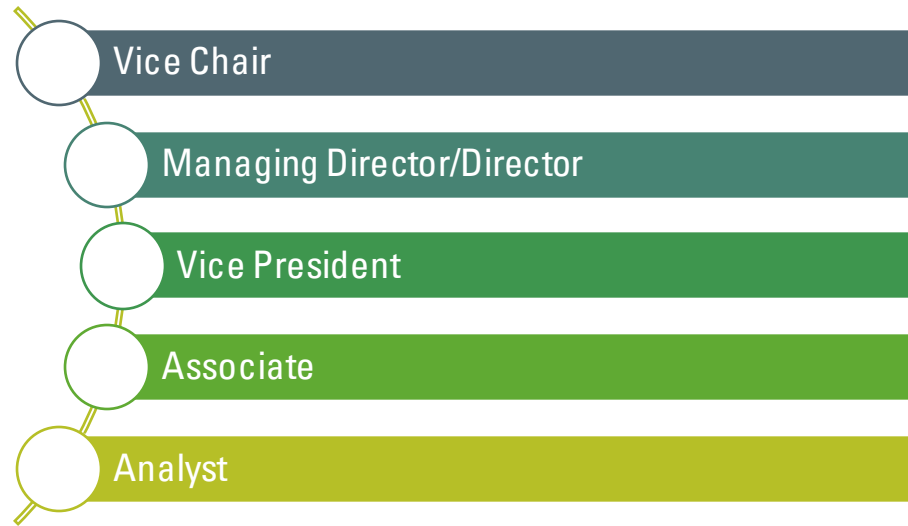 Vice Chair
Managing Director/Director
Vice President
Associate
Analyst